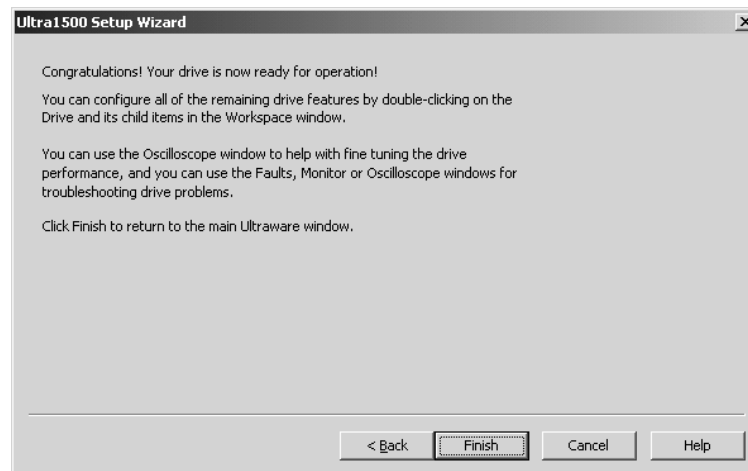 Ultra1500 Setup Wizard
Congratulations! Your drive is now ready for operation!
You can configure all of the remaining drive features by double-clicking on the
Drive and its child items in the Workspace window.
You can use the Oscilloscope window to help with fine tuning the drive
performance, and you can use the Faults, Monitor or Oscilloscope windows for
troubleshooting drive problems.
Click Finish to return to the main Ultraware window.
< Back Finish Cancel Help